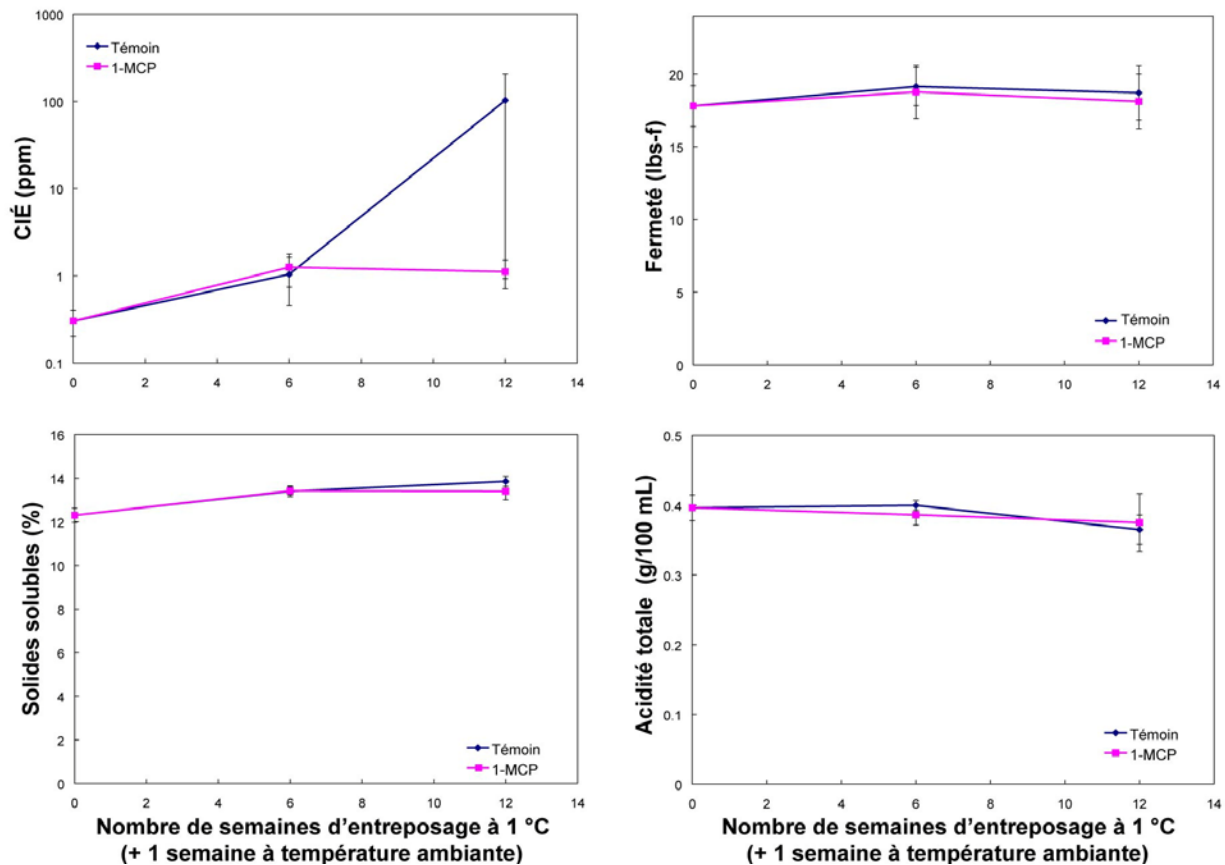 1000
100
10
1
0.1
CIÉ (ppm)
Témoin
1-MCP
0 2 4 6 8 10 12 14
20
15
10
5
0
Fermeté (lbs-f)
Témoin
1-MCP
0 2 4 6 8 10 12 14
16
14
12
10
8
6
4
2
0
Solides solubles (%)
Témoin
1-MCP
0 2 4 6 8 10 12 14
Nombre de semaines d’entreposage à 1 °C
(+ 1 semaine à température ambiante)
0.5
0.4
0.3
0.2
0.1
0
Acidité totale (g/100 mL)
Témoin
1-MCP
0 2 4 6 8 10 12 14
Nombre de semaines d’entreposage à 1 °C
(+ 1 semaine à température ambiante)